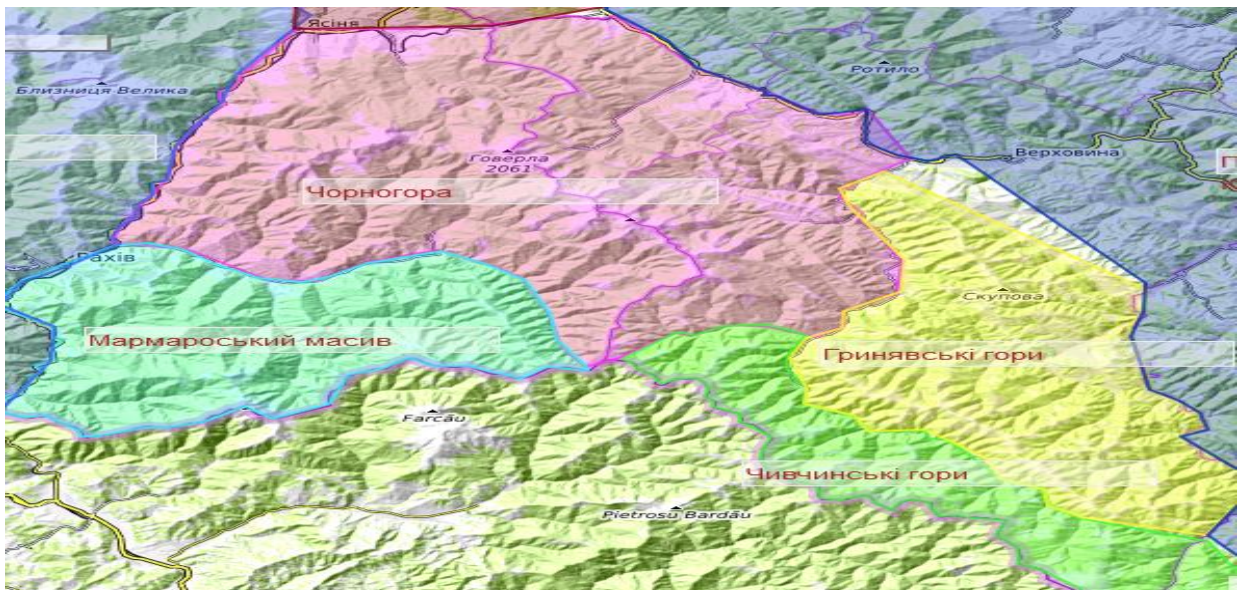 Ясіня
Близниця Велика
Ротило
Верховина
Говерла
2061
П
Чорногора
Рахів
Скупова
Мармароський масив
Гринявські гори
Farcău
Чивчинські гори
Pietrosu Bardău